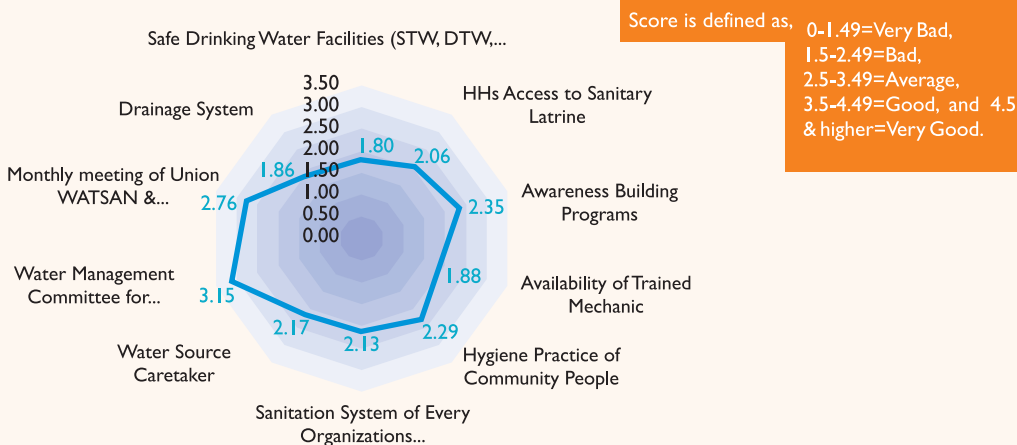 Score is defined as,
0-1.49=Very Bad,
1.5-2.49=Bad,
2.5-3.49=Average,
3.5-4.49=Good, and 4.5
& higher=Very Good.
Safe Drinking Water Facilities (STW, DTW,...
HHs Access to Sanitary
Latrine
Awareness Building
Programs
Availability of Trained
Mechanic
Hygiene Practice of
Community People
Sanitation System of Every
Organizations...
Water Source
Caretaker
Water Management
Committee for...
Monthly meeting of Union
WATSAN &...
Drainage System
3.50
3.00
2.50
2.00
1.50
1.00
0.50
0.00
1.80
2.06
2.35
1.88
2.29
2.13
2.17
3.15
2.76
1.86